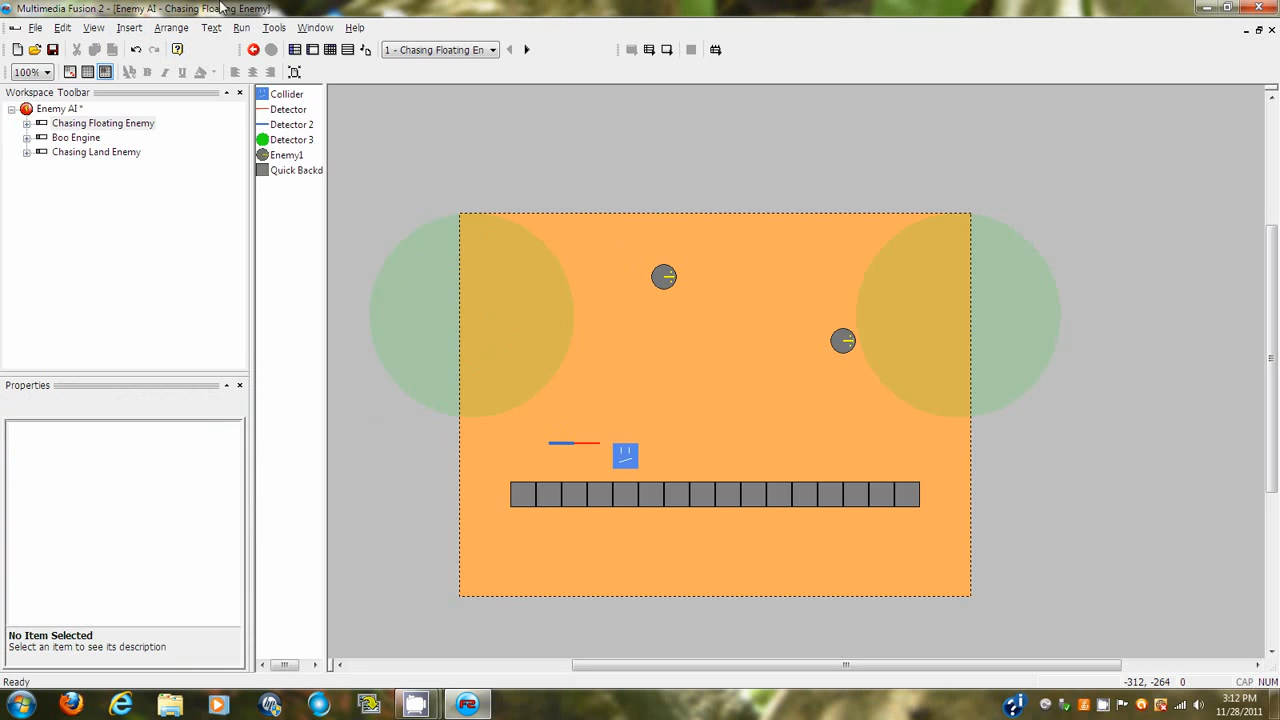 Multimedia Fusion 2 - [Enemy AI - Chasing Floating Enemy]
File Edit View Insert Arrange Text Run Tools Window Help
1 - Chasing Floating En
100%
Workspace Toolbar
Enemy AI *
Chasing Floating Enemy
Boo Engine
Chasing Land Enemy
Collider
Detector
Detector 2
Detector 3
Enemy1
Quick Backd
Properties
No Item Selected
Select an item to see its description
Ready
-312, -264 0 CAP NUM
3:12 PM
11/28/2011